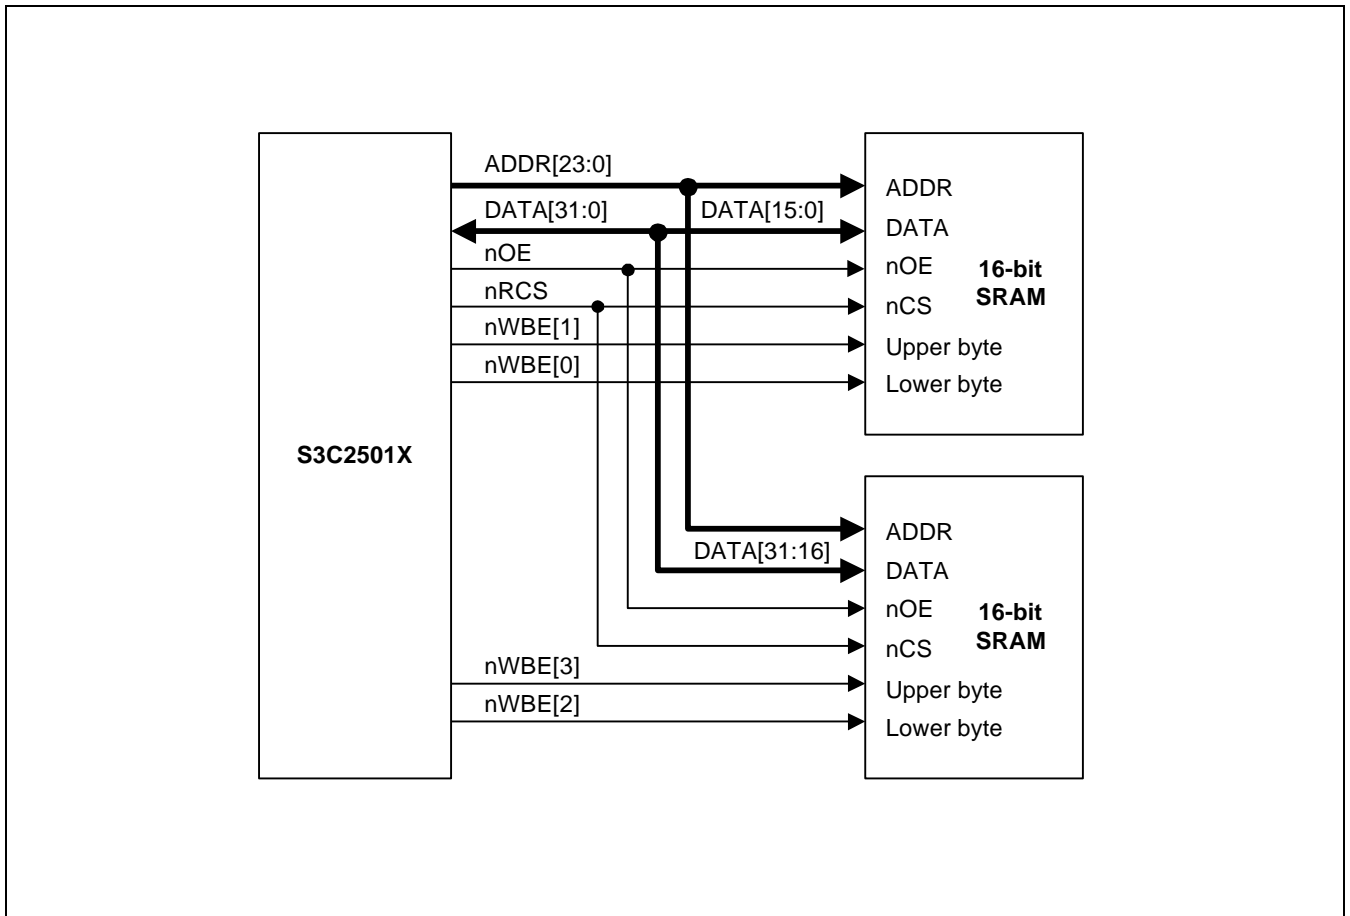 ADDR[23:0]
DATA[31:0]
DATA[15:0]
nOE
nRCS
nWBE[1]
nWBE[0]
S3C2501X
ADDR
DATA
nOE
nCS
Upper byte
Lower byte
16-bit
SRAM
DATA[31:16]
nWBE[3]
nWBE[2]
ADDR
DATA
nOE
nCS
Upper byte
Lower byte
16-bit
SRAM